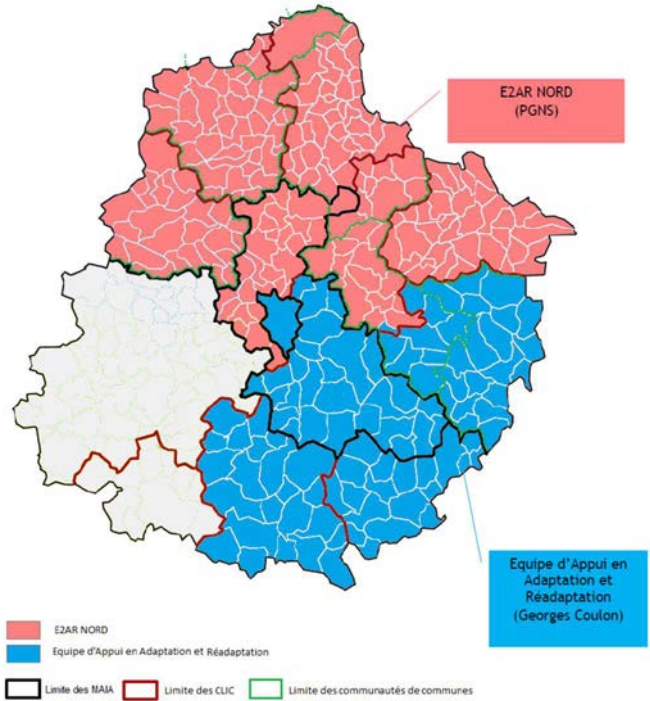 E2AR NORD
(PGNS)
Equipe d'Appui en
Adaptation et
Réadaptation
(Georges Coulon)
E2AR NORD
Equipe d'Appui en Adaptation et Réadaptation
Limite des MAIA
Limite des CLIC
Limite des communautés de communes